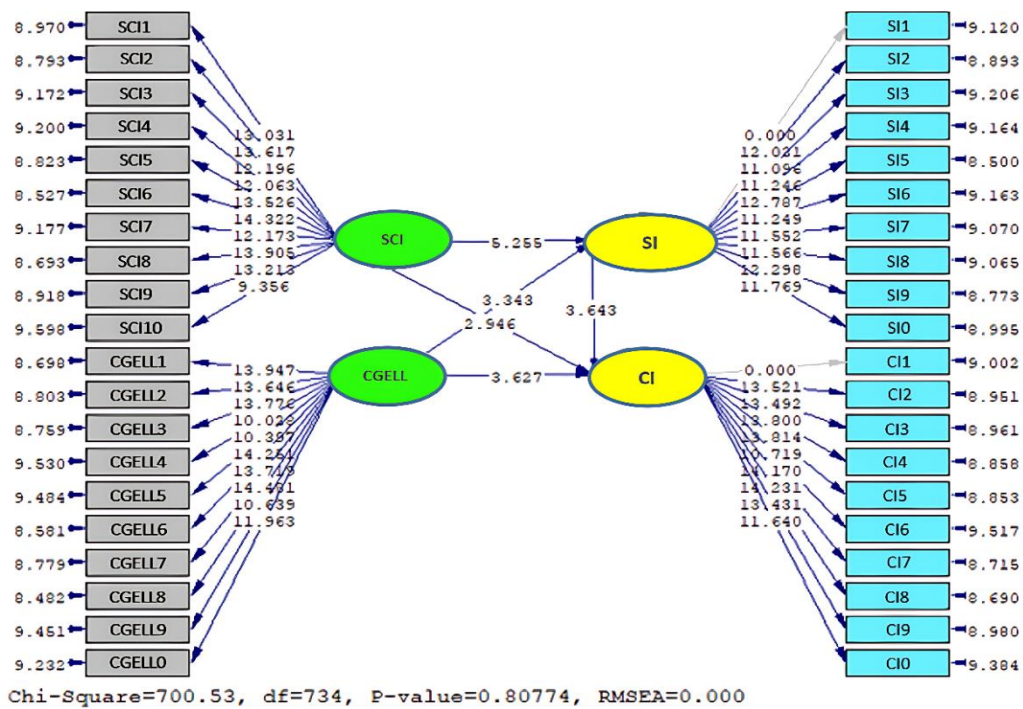 8.970 SCI1
8.793 SCI2
9.172 SCI3
9.200 SCI4
8.823 SCI5
8.527 SCI6
9.177 SCI7
8.693 SCI8
8.918 SCI9
9.598 SCI10
8.698 CGELL1
8.803 CGELL2
8.759 CGELL3
9.530 CGELL4
9.484 CGELL5
8.581 CGELL6
8.779 CGELL7
8.482 CGELL8
9.451 CGELL9
9.232 CGELL0
13.031
13.617
12.196
12.063
13.526
14.322
12.173
13.905
13.213
9.356
13.947
13.646
13.776
10.397
13.719
10.639
11.963
SCI
CGELL
5.255
3.343
2.946
3.643
3.627
SI
CI
0.000
12.031
11.096
11.246
12.787
11.249
11.552
11.566
12.298
11.769
0.000
13.521
13.492
13.800
13.814
10.719
14.170
14.231
13.431
11.640
SI1 9.120
SI2 8.893
SI3 9.206
SI4 9.164
SI5 8.500
SI6 9.163
SI7 9.070
SI8 9.065
SI9 8.773
SI0 8.995
CI1 9.002
CI2 8.951
CI3 8.961
CI4 8.858
CI5 8.853
CI6 9.517
CI7 8.715
CI8 8.690
CI9 8.980
CI0 9.384
Chi-Square=700.53, df=734, P-value=0.80774, RMSEA=0.000